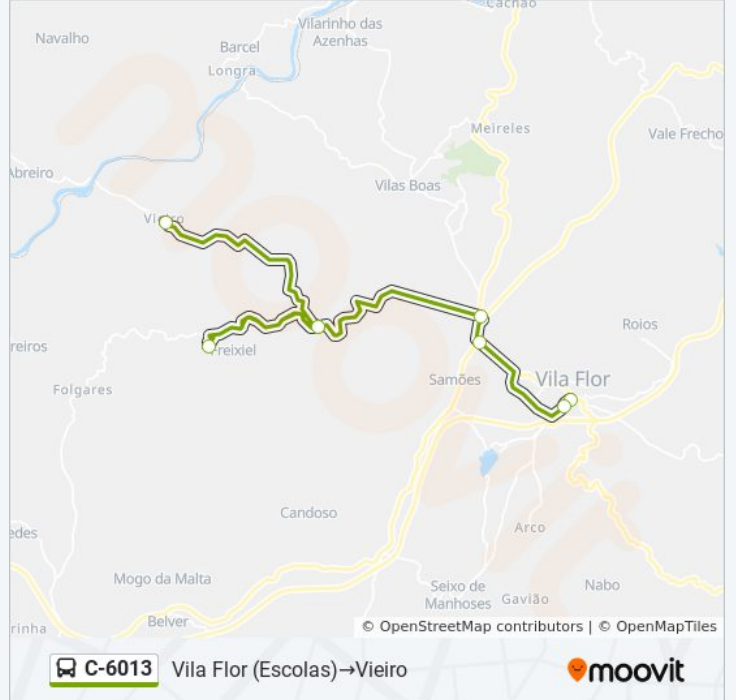 Cachão
Vilarinho das
Azenhas
Navalho
Barcel
Longra
Meireles
Vale Frecho
Abreiro
Vilas Boas
Vieiro
Roios
reiros
Freixiel
Samões
Vila Flor
Folgares
Candoso
edes
Arco
Mogo da Malta
Seixo de
Manhoses
Gavião
Nabo
Belver
rinha
© OpenStreetMap contributors | © OpenMapTiles
C-6013
Vila Flor (Escolas)→Vieiro
moovit